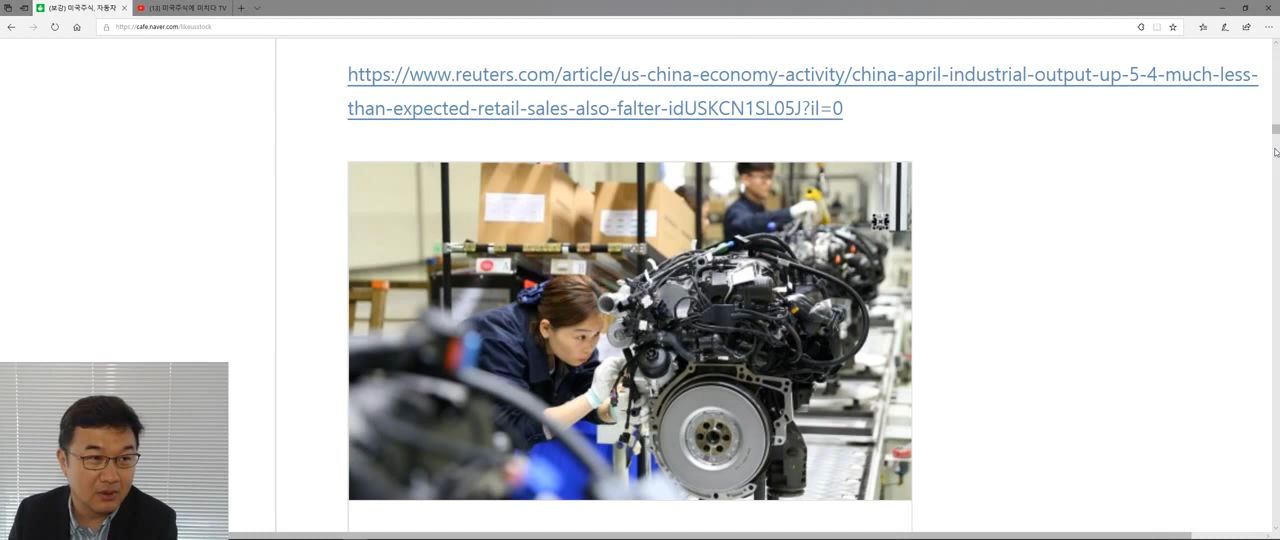 (보강) 미국주식, 자동차
(13) 미국주식에 미치다 TV
https://cafe.naver.com/likeusstock
https://www.reuters.com/article/us-china-economy-activity/china-april-industrial-output-up-5-4-much-less-
than-expected-retail-sales-also-falter-idUSKCN1SL05J?il=0